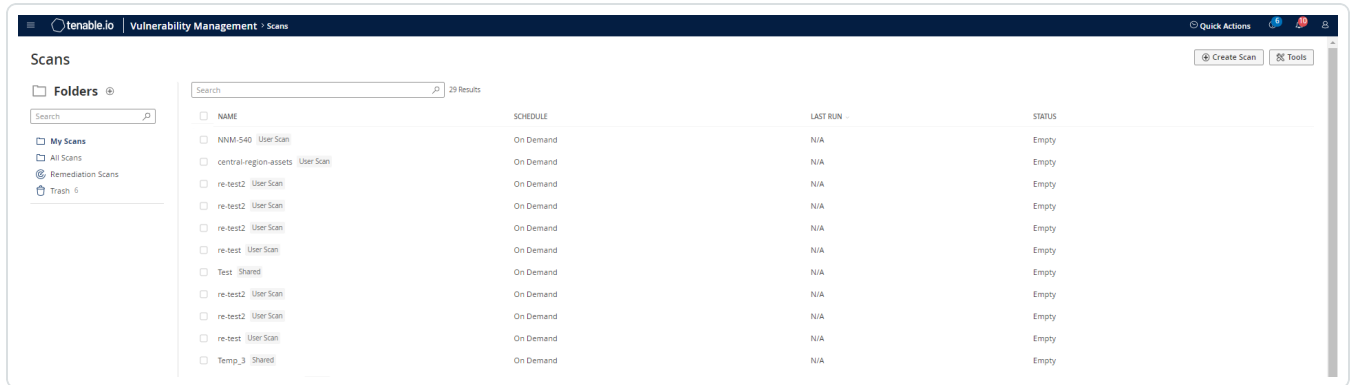 tenable.io Vulnerability Management > Scans Quick Actions 6 10
Scans Create Scan Tools
Folders
Search
My Scans
All Scans
Remediation Scans
Trash 6
Search 29 Results
NAME SCHEDULE LAST RUN STATUS
NNM-540 User Scan On Demand N/A Empty
central-region-assets User Scan On Demand N/A Empty
re-test2 User Scan On Demand N/A Empty
re-test2 User Scan On Demand N/A Empty
re-test2 User Scan On Demand N/A Empty
re-test User Scan On Demand N/A Empty
Test Shared On Demand N/A Empty
re-test2 User Scan On Demand N/A Empty
re-test2 User Scan On Demand N/A Empty
re-test User Scan On Demand N/A Empty
Temp_3 Shared On Demand N/A Empty